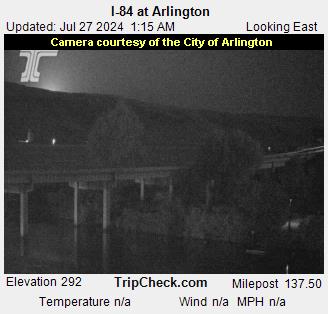 I-84 at Arlington
Updated: Jul 27 2024 1:15 AM Looking East
Camera courtesy of the City of Arlington
Elevation 292 TripCheck.com Milepost 137.50
Temperature n/a Wind n/a MPH n/a